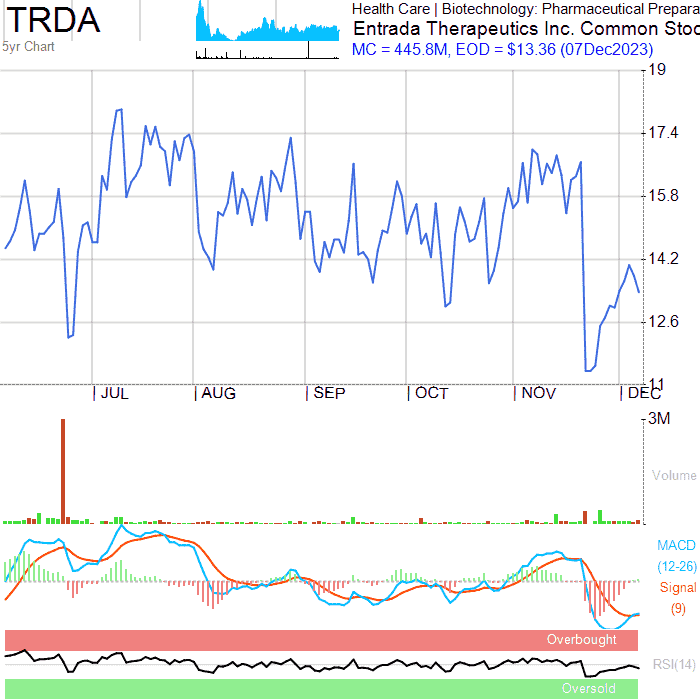 TRDA
5yr Chart
Health Care | Biotechnology: Pharmaceutical Prepara
Entrada Therapeutics Inc. Common Stoc
MC = 445.8M, EOD = $13.36 (07Dec2023)
19
17.4
15.8
14.2
12.6
11
JUL
AUG
SEP
OCT
NOV
DEC
3M
Volume
MACD
(12-26)
Signal
(9)
Overbought
RSI(14)
Oversold